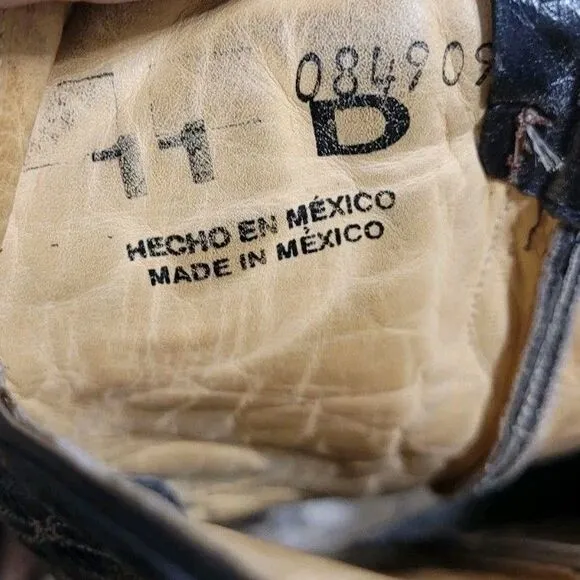 084909
11 D
HECHO EN MÉXICO
MADE IN MÉXICO